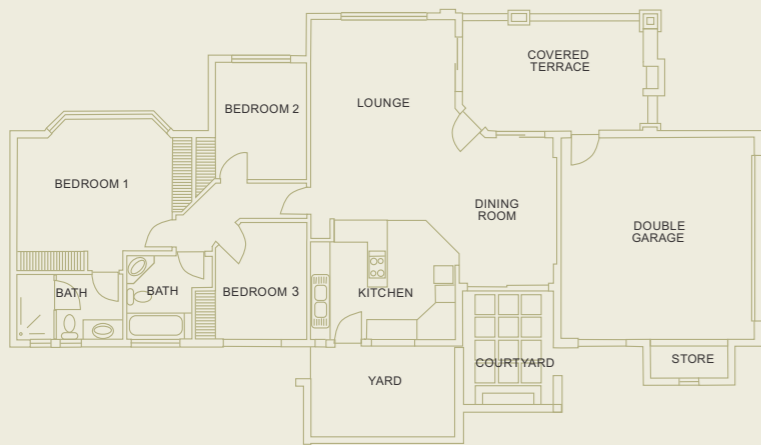 COVERED
TERRACE
LOUNGE
BEDROOM 2
BEDROOM 1
DINING
ROOM
DOUBLE
GARAGE
BATH
BATH
BEDROOM 3
KITCHEN
COURTYARD
STORE
YARD